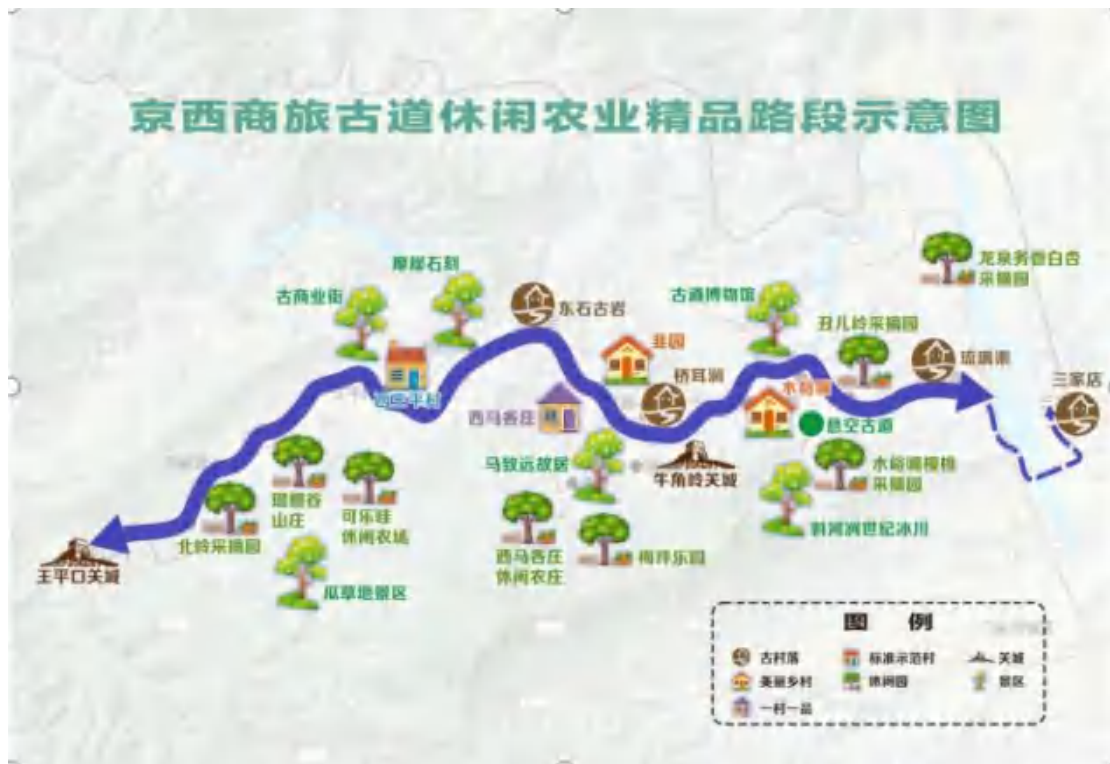 京西商旅古道休闲农业精品路段示意图
龙泉务香白杏
采摘园
摩崖石刻
古商业街
东石古岩
古道博物馆
丑儿岭采摘园
韭园
琉璃渠
三家店
桥耳涧
水峪嘴
西马各庄
悬空古道
马致远故居
牛角岭关城
水峪嘴樱桃
采摘园
山庄
可乐哇
休闲农场
北岭采摘园
西马各庄
休闲农庄
梅伴乐园
世纪冰川
王平口关城
瓜草地景区
图 例
古村落
标准示范村
关城
美丽乡村
休闲园
景区
一村一品